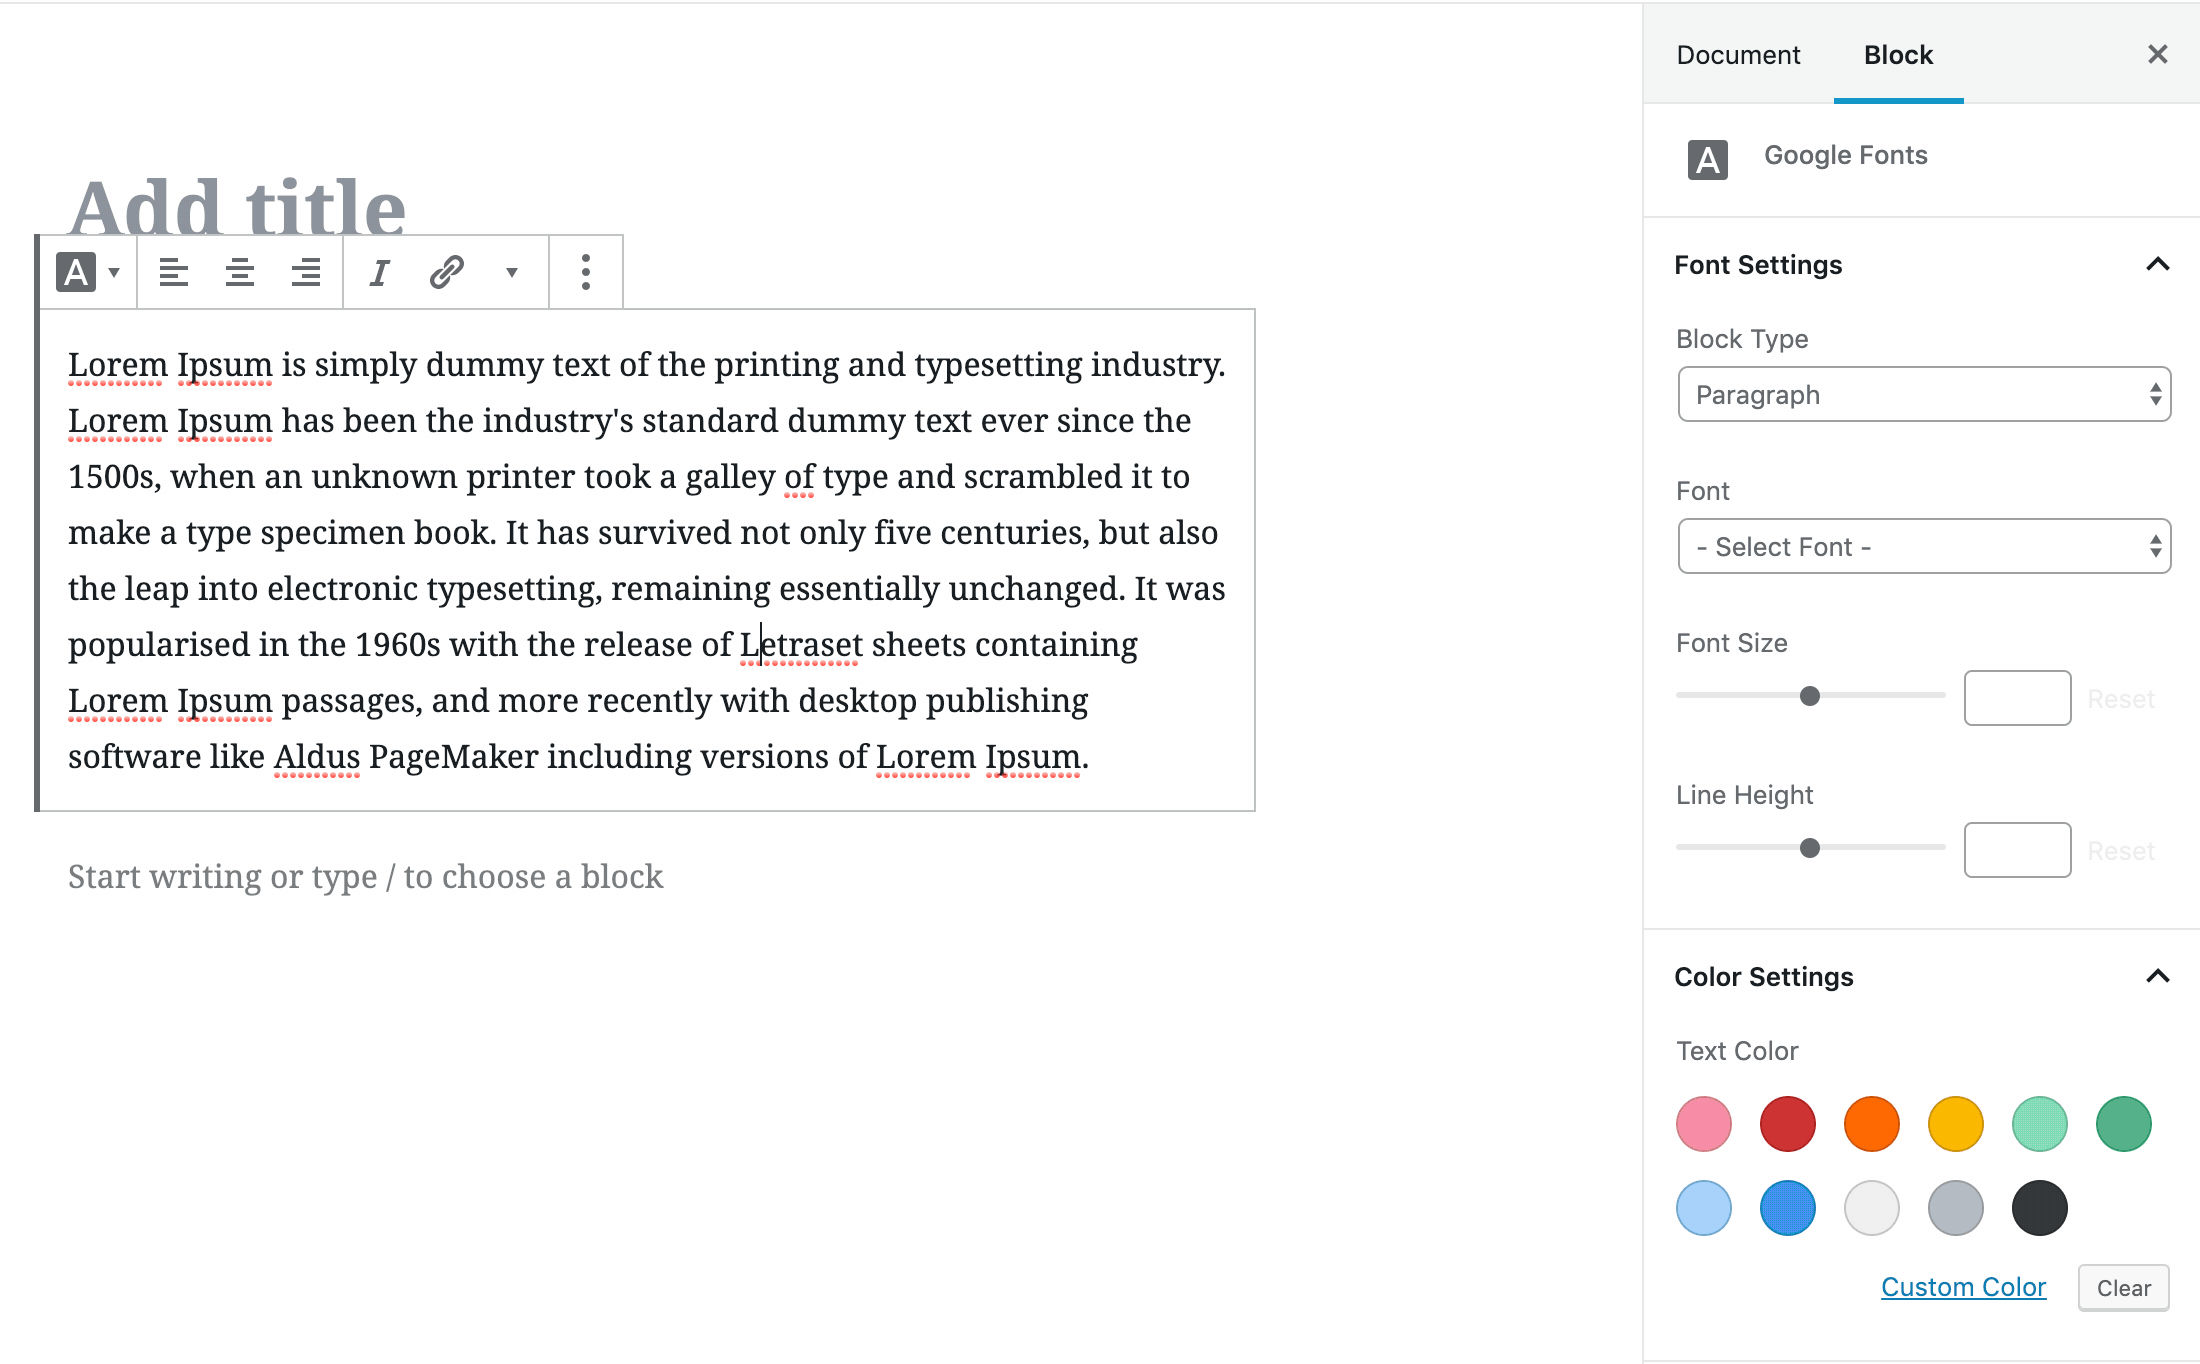 Add title
A
I
Lorem Ipsum is simply dummy text of the printing and typesetting industry.
Lorem Ipsum has been the industry's standard dummy text ever since the
1500s, when an unknown printer took a galley of type and scrambled it to
make a type specimen book. It has survived not only five centuries, but also
the leap into electronic typesetting, remaining essentially unchanged. It was
popularised in the 1960s with the release of Letraset sheets containing
Lorem Ipsum passages, and more recently with desktop publishing
software like Aldus PageMaker including versions of Lorem Ipsum.
Start writing or type / to choose a block
Document Block
A Google Fonts
Font Settings
Block Type
Paragraph
Font
- Select Font -
Font Size
Reset
Line Height
Reset
Color Settings
Text Color
Custom Color Clear